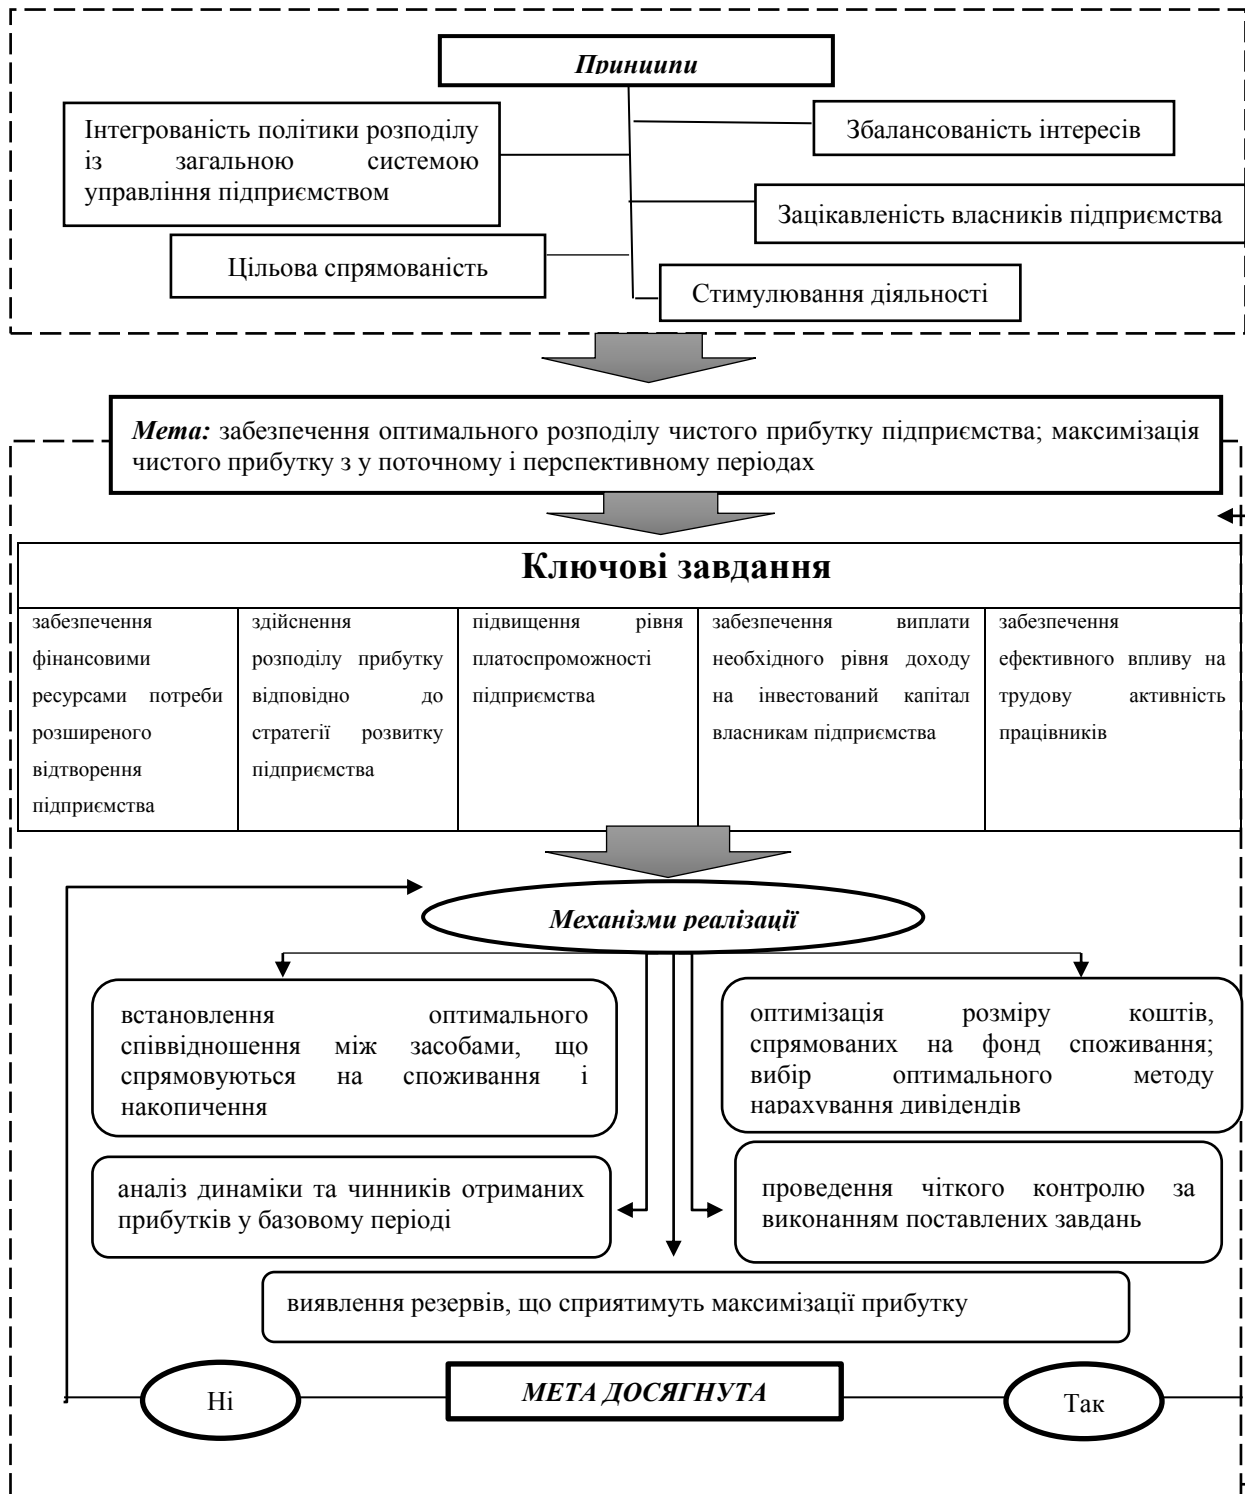 Принципи
Інтегрованість політики розподілу
із загальною системою
управління підприємством
Збалансованість інтересів
Зацікавленість власників підприємства
Цільова спрямованість
Стимулювання діяльності
Мета: забезпечення оптимального розподілу чистого прибутку підприємства; максимізація
чистого прибутку з у поточному і перспективному періодах
Ключові завдання
забезпечення
фінансовими
ресурсами потреби
розширеного
відтворення
підприємства
здійснення
розподілу прибутку
відповідно до
стратегії розвитку
підприємства
підвищення рівня
платоспроможності
підприємства
забезпечення виплати
необхідного рівня доходу
на інвестований капітал
власникам підприємства
забезпечення
ефективного впливу на
трудову активність
працівників
Механізми реалізації
встановлення оптимального
співвідношення між засобами, що
спрямовуються на споживання і
накопичення
оптимізація розміру коштів,
спрямованих на фонд споживання;
вибір оптимального методу
нарахування дивідендів
аналіз динаміки та чинників отриманих
прибутків у базовому періоді
проведення чіткого контролю за
виконанням поставлених завдань
виявлення резервів, що сприятимуть максимізації прибутку
Ні
МЕТА ДОСЯГНУТА
Так